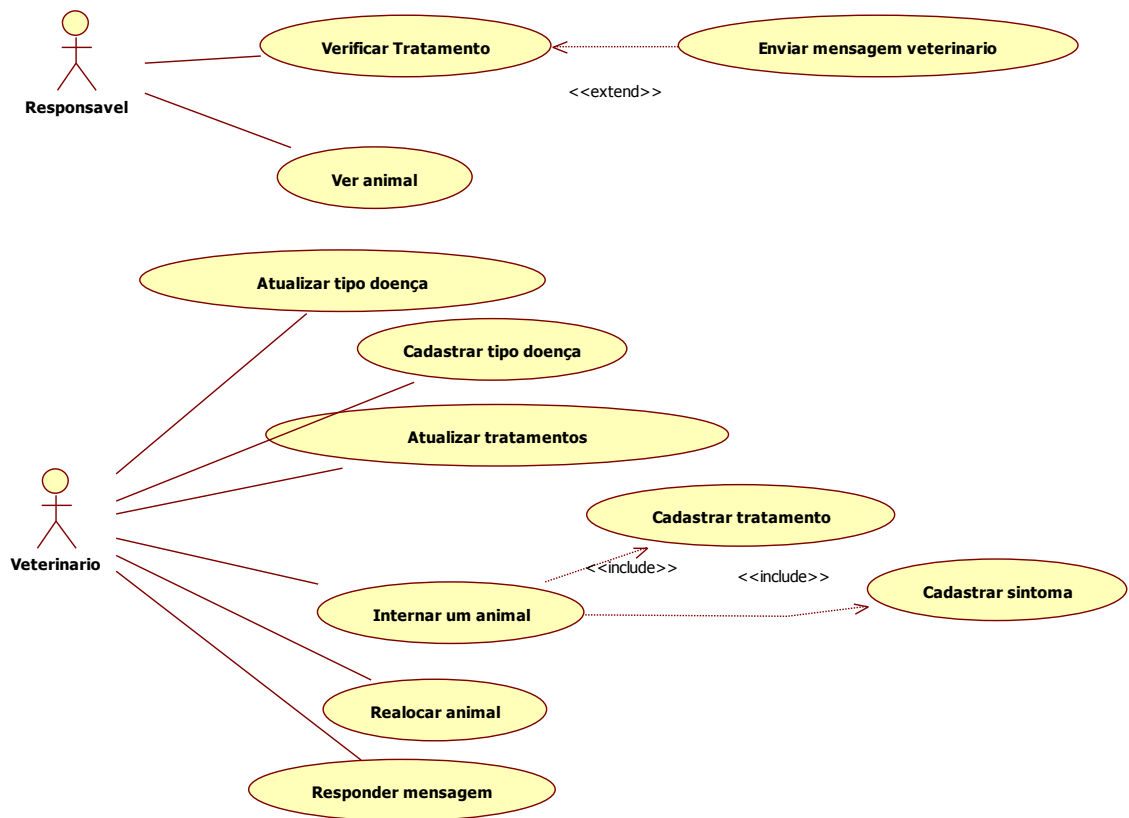 Verificar Tratamento
Enviar mensagem veterinario
<<extend>>
Responsavel
Ver animal
Atualizar tipo doença
Cadastrar tipo doença
Atualizar tratamentos
Cadastrar tratamento
Veterinario
<<include>>
<<include>>
Cadastrar sintoma
Internar um animal
Realocar animal
Responder mensagem